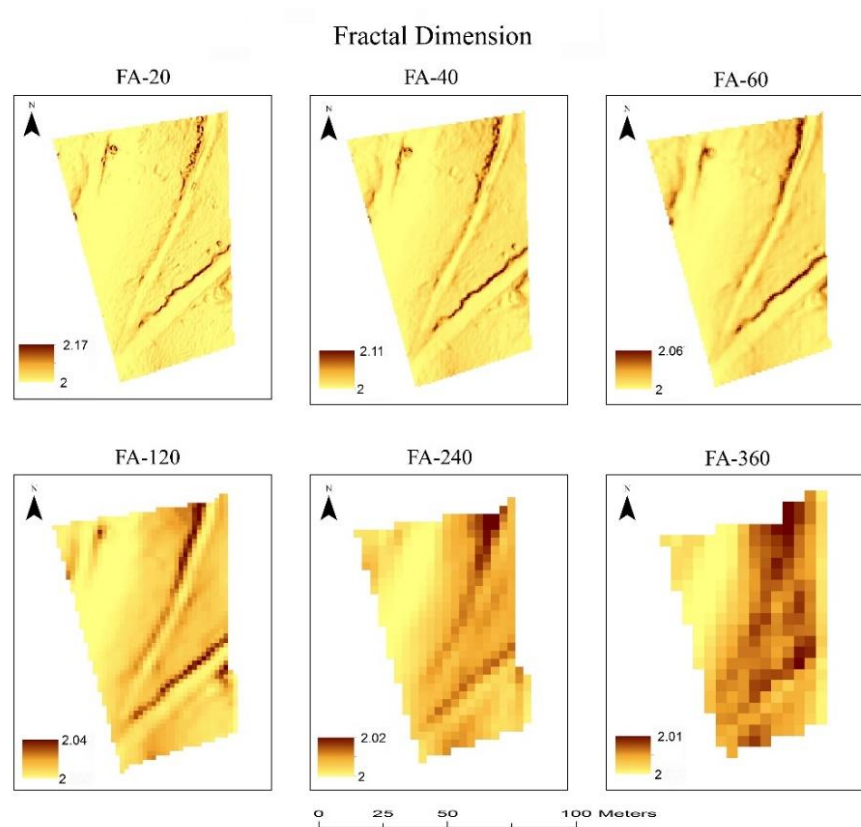 Fractal Dimension
FA-20
FA-40
FA-60
N
N
N
2.17
2
2.11
2
2.06
2
FA-120
FA-240
FA-360
N
N
N
2.04
2
2.02
2
2.01
2
0 25 50 100 Meters